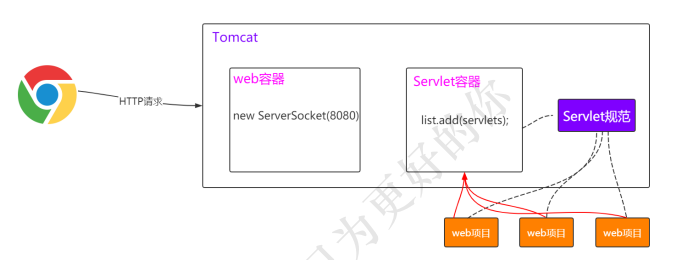 Tomcat
web容器
new ServerSocket(8080)
Servlet容器
list.add(servlets);
Servlet规范
HTTP请求
web项目
web项目
web项目
为更好的你